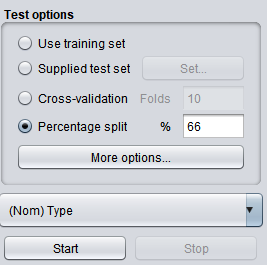 Test options
Use training set
Supplied test set Set...
Cross-validation Folds 10
Percentage split % 66
More options...
(Nom) Type
Start Stop